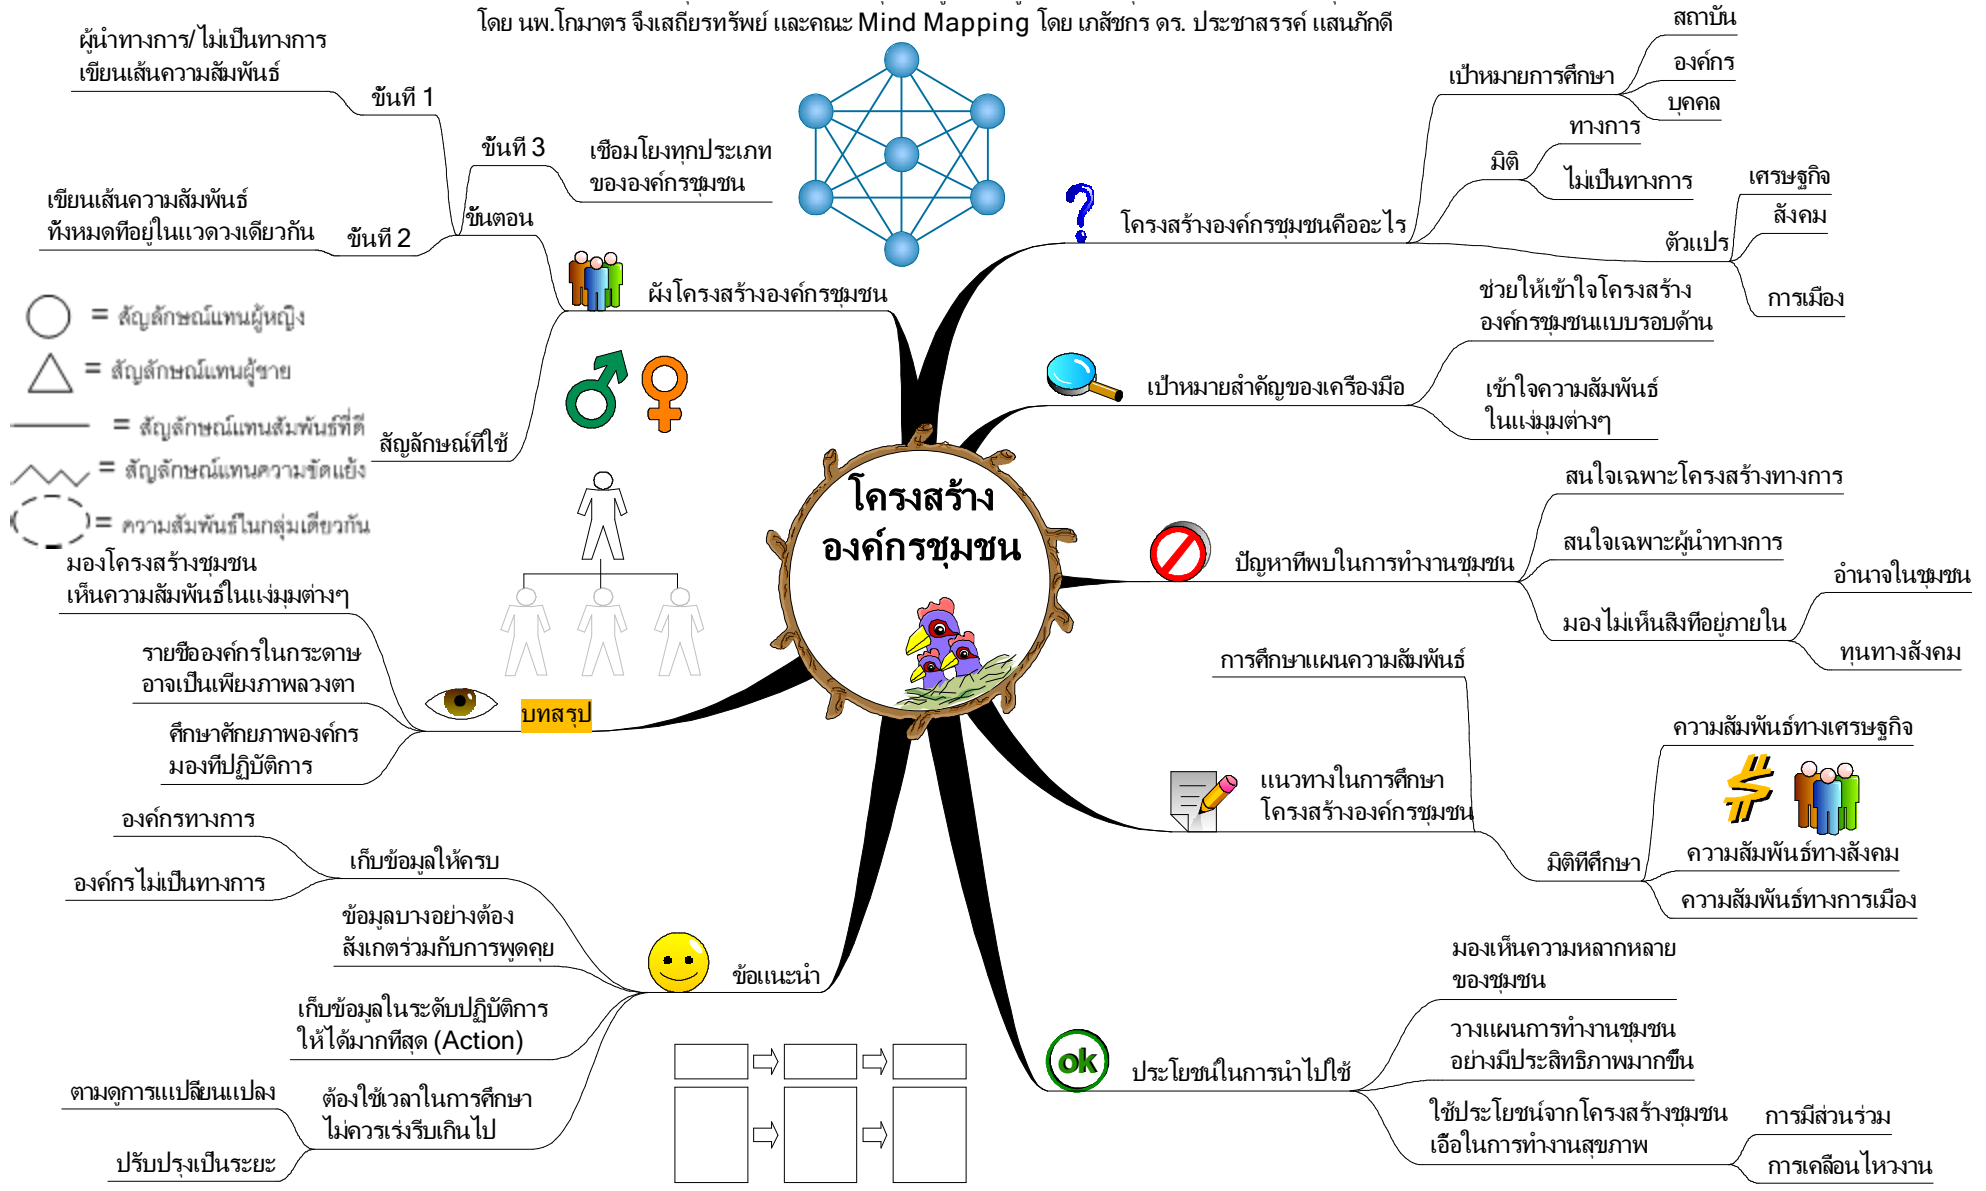 โดย นพ.โกมาตร จึงเสถียรทรัพย์ และคณะ Mind Mapping โดย เภสัชกร ดร. ประชาสรรค์ แสนภักดี
โครงสร้าง
องค์กรชุมชน
โครงสร้างองค์กรชุมชนคืออะไร
เป้าหมายการศึกษา
สถาบัน
องค์กร
บุคคล
มิติ
ทางการ
ไม่เป็นทางการ
ตัวแปร
เศรษฐกิจ
สังคม
การเมือง
เป้าหมายสำคัญของเครื่องมือ
ช่วยให้เข้าใจโครงสร้าง
องค์กรชุมชนแบบรอบด้าน
เข้าใจความสัมพันธ์
ในแง่มุมต่างๆ
ปัญหาที่พบในการทำงานชุมชน
สนใจเฉพาะโครงสร้างทางการ
สนใจเฉพาะผู้นำทางการ
มองไม่เห็นสิ่งที่อยู่ภายใน
อำนาจในชุมชน
ทุนทางสังคม
แนวทางในการศึกษา
โครงสร้างองค์กรชุมชน
การศึกษาแผนความสัมพันธ์
มิติที่ศึกษา
ความสัมพันธ์ทางเศรษฐกิจ
ความสัมพันธ์ทางสังคม
ความสัมพันธ์ทางการเมือง
ok
ประโยชน์ในการนำไปใช้
มองเห็นความหลากหลาย
ของชุมชน
วางแผนการทำงานชุมชน
อย่างมีประสิทธิภาพมากขึ้น
ใช้ประโยชน์จากโครงสร้างชุมชน
เอื้อในการทำงานสุขภาพ
การมีส่วนร่วม
การเคลื่อนไหวงาน
ผังโครงสร้างองค์กรชุมชน
ขั้นตอน
ขั้นที่ 1
ผู้นำทางการ/ไม่เป็นทางการ
เขียนเส้นความสัมพันธ์
ขั้นที่ 2
เขียนเส้นความสัมพันธ์
ทั้งหมดที่อยู่ในแวดวงเดียวกัน
ขั้นที่ 3
เชื่อมโยงทุกประเภท
ขององค์กรชุมชน
สัญลักษณ์ที่ใช้
= สัญลักษณ์แทนผู้หญิง
= สัญลักษณ์แทนผู้ชาย
= สัญลักษณ์แทนสัมพันธ์ที่ดี
= สัญลักษณ์แทนความขัดแย้ง
= ความสัมพันธ์ในกลุ่มเดียวกัน
บทสรุป
มองโครงสร้างชุมชน
เห็นความสัมพันธ์ในแง่มุมต่างๆ
รายชื่อองค์กรในกระดาษ
อาจเป็นเพียงภาพลวงตา
ศึกษาศักยภาพองค์กร
มองที่ปฏิบัติการ
ข้อแนะนำ
เก็บข้อมูลให้ครบ
องค์กรทางการ
องค์กรไม่เป็นทางการ
ข้อมูลบางอย่างต้อง
สังเกตร่วมกับการพูดคุย
เก็บข้อมูลในระดับปฏิบัติการ
ให้ได้มากที่สุด (Action)
ต้องใช้เวลาในการศึกษา
ไม่ควรเร่งรีบเกินไป
ตามดูการแเปลี่ยนแปลง
ปรับปรุงเป็นระยะ